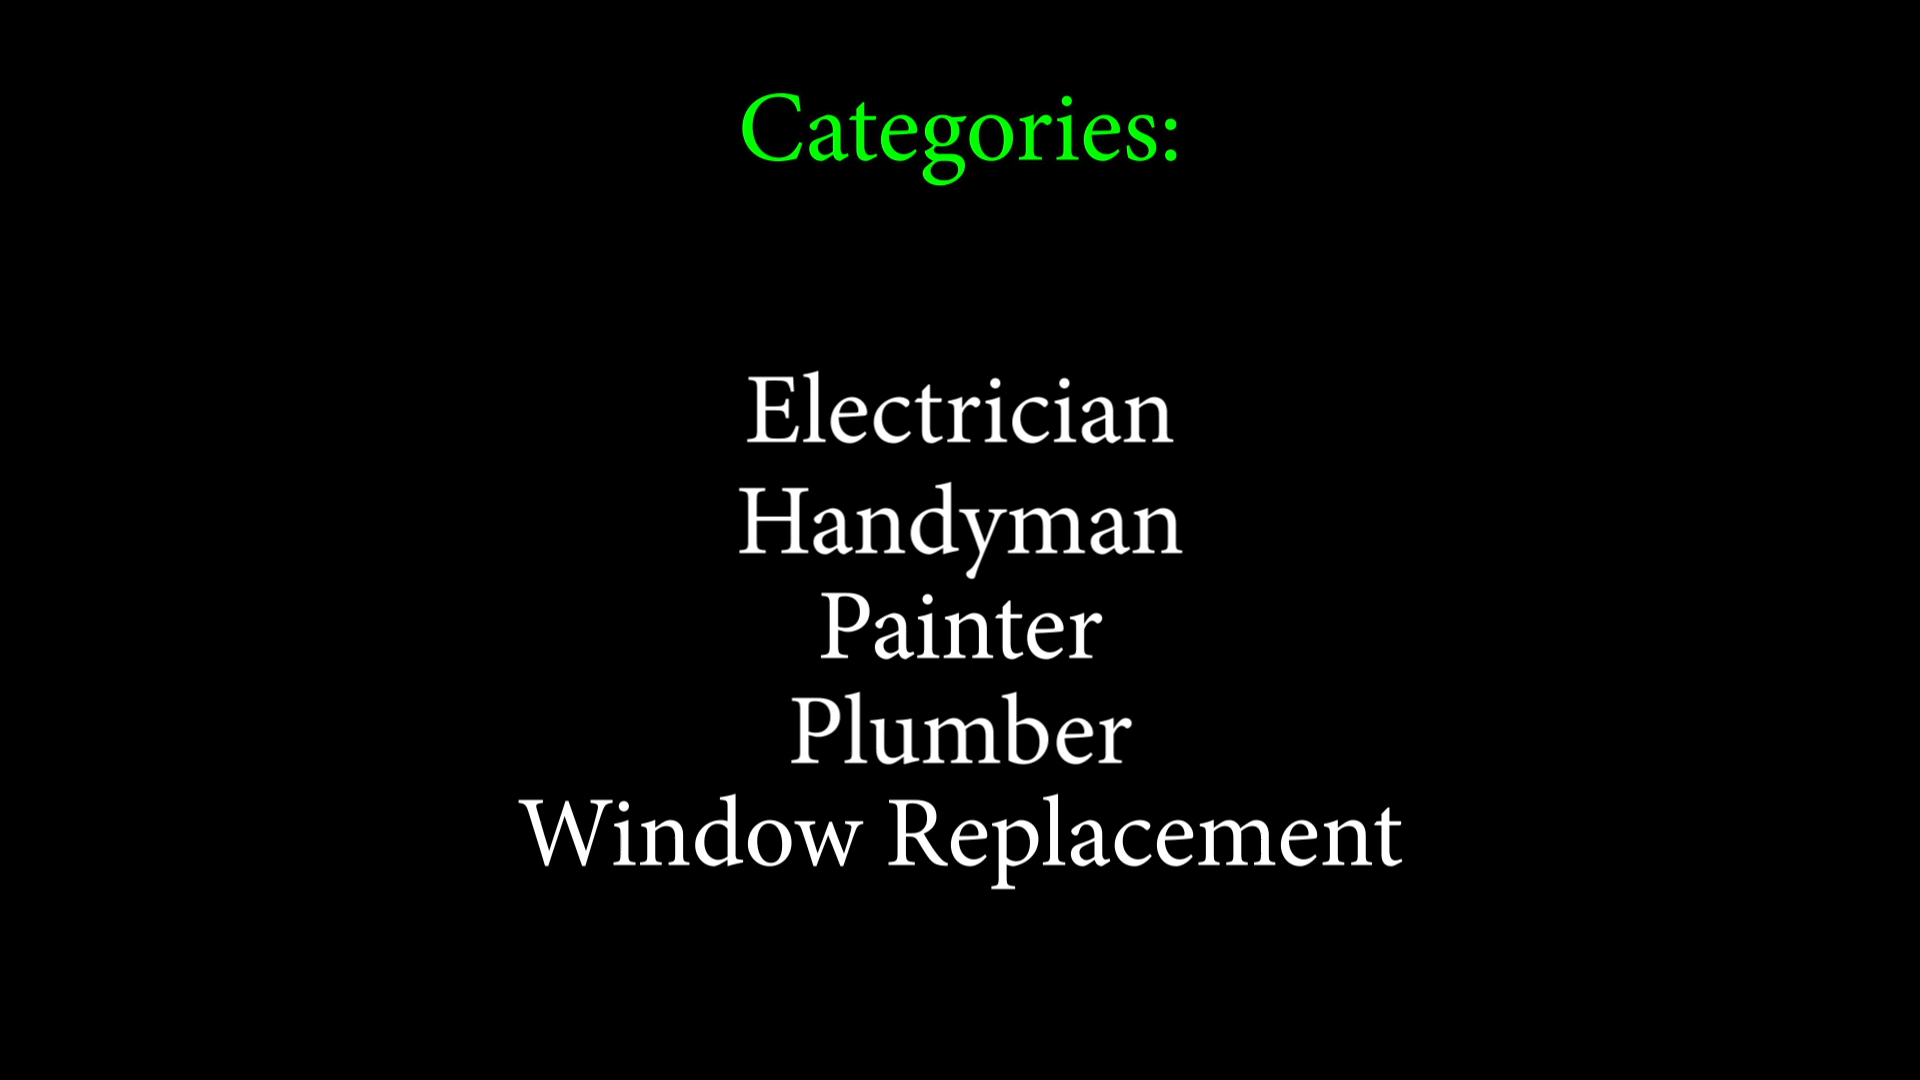 Categories:
Electrician
Handyman
Painter
Plumber
Window Replacement